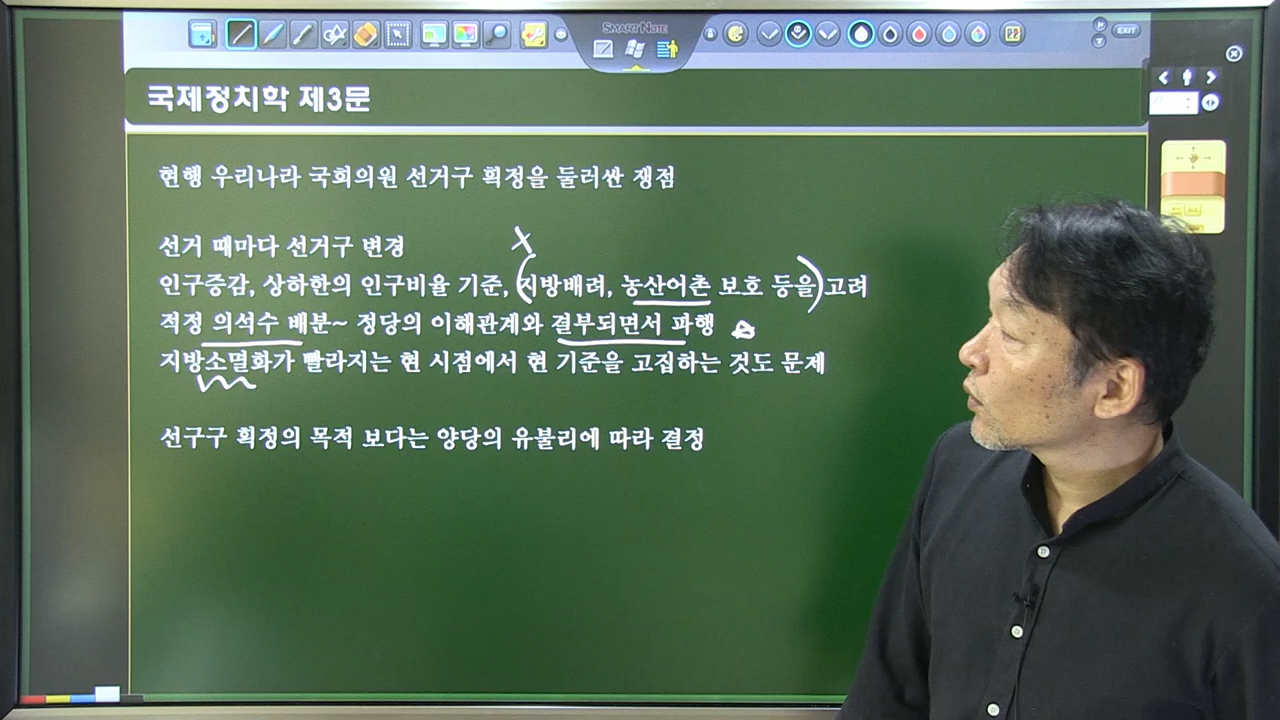 SMART NOTE
EXIT
국제정치학 제3문
현행 우리나라 국회의원 선거구 획정을 둘러싼 쟁점
선거 때마다 선거구 변경
인구증감, 상하한의 인구비율 기준, 지방배려, 농산어촌 보호 등을 고려
적정 의석수 배분~ 정당의 이해관계와 결부되면서 파행
지방소멸화가 빨라지는 현 시점에서 현 기준을 고집하는 것도 문제
선구구 획정의 목적 보다는 양당의 유불리에 따라 결정